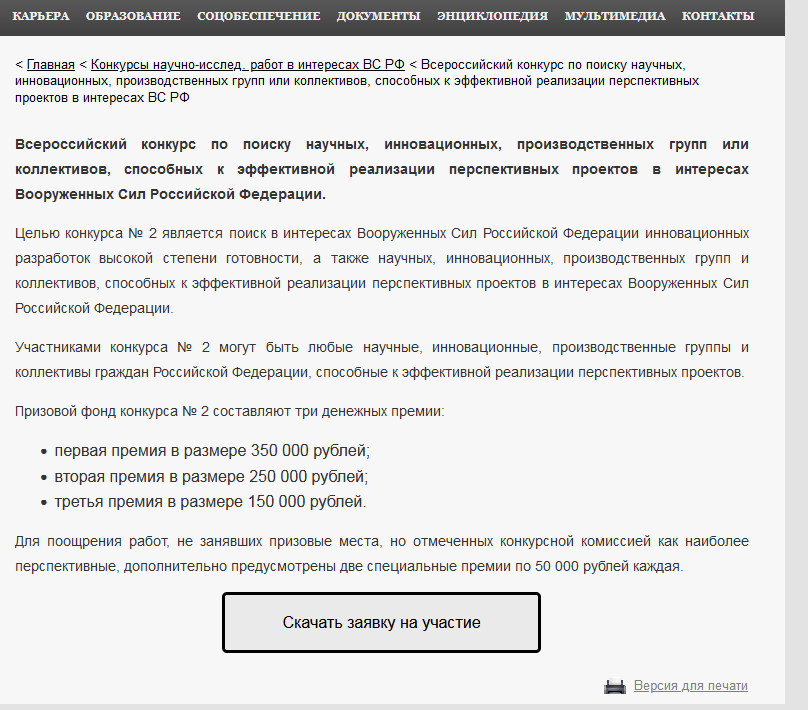 КАРЬЕРА ОБРАЗОВАНИЕ СОЦОБЕСПЕЧЕНИЕ ДОКУМЕНТЫ ЭНЦИКЛОПЕДИЯ МУЛЬТИМЕДИА КОНТАКТЫ
< Главная < Конкурсы научно-исслед. работ в интересах ВС РФ < Всероссийский конкурс по поиску научных,
инновационных, производственных групп или коллективов, способных к эффективной реализации перспективных
проектов в интересах ВС РФ
Всероссийский конкурс по поиску научных, инновационных, производственных групп или
коллективов, способных к эффективной реализации перспективных проектов в интересах
Вооруженных Сил Российской Федерации.
Целью конкурса № 2 является поиск в интересах Вооруженных Сил Российской Федерации инновационных
разработок высокой степени готовности, а также научных, инновационных, производственных групп и
коллективов, способных к эффективной реализации перспективных проектов в интересах Вооруженных Сил
Российской Федерации.
Участниками конкурса № 2 могут быть любые научные, инновационные, производственные группы и
коллективы граждан Российской Федерации, способные к эффективной реализации перспективных проектов.
Призовой фонд конкурса № 2 составляют три денежных премии:
• первая премия в размере 350 000 рублей;
• вторая премия в размере 250 000 рублей;
• третья премия в размере 150 000 рублей.
Для поощрения работ, не занявших призовые места, но отмеченных конкурсной комиссией как наиболее
перспективные, дополнительно предусмотрены две специальные премии по 50 000 рублей каждая.
Скачать заявку на участие
Версия для печати